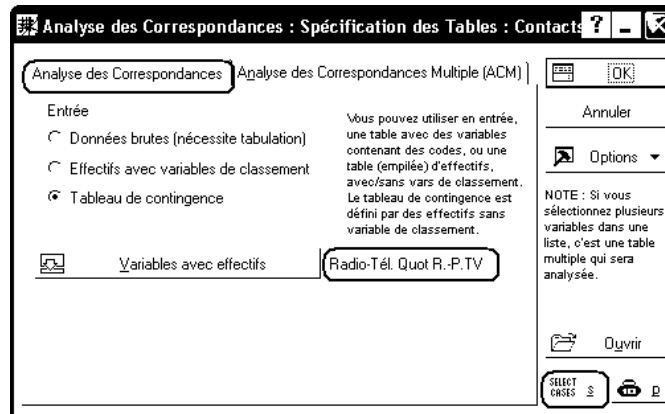 Analyse des Correspondances : Spécification des Tables : Contacts ? _ X
Analyse des Correspondances
Analyse des Correspondances Multiple (ACM)
Entrée
Données brutes (nécessite tabulation)
Effectifs avec variables de classement
Tableau de contingence
Vous pouvez utiliser en entrée,
une table avec des variables
contenant des codes, ou une
table (empilée) d'effectifs,
avec/sans vars de classement.
Le tableau de contingence est
défini par des effectifs sans
variable de classement.
Variables avec effectifs
Radio-Tél. Quot R.-P.TV
OK
Annuler
Options
NOTE : Si vous
sélectionnez plusieurs
variables dans une
liste, c'est une table
multiple qui sera
analysée.
Ouvrir
SELECT
CASES S
D